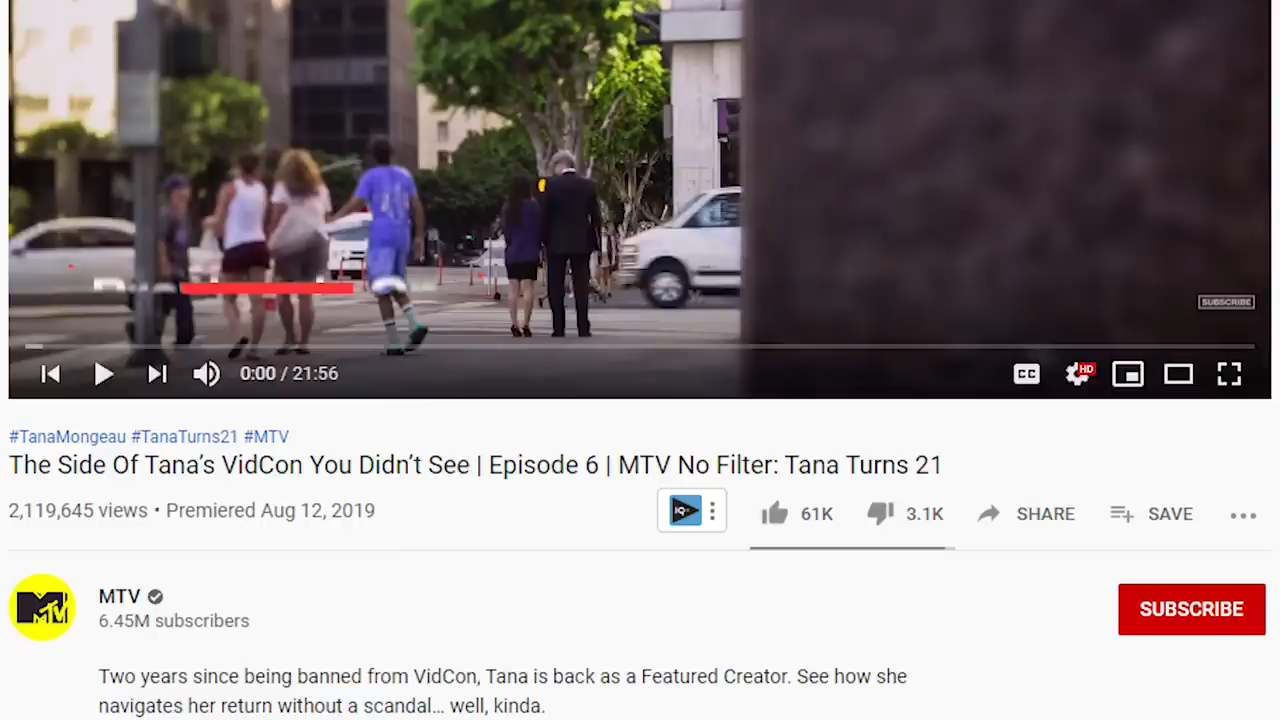 SUBSCRIBE
0:00 / 21:56
CC
HD
#TanaMongeau #TanaTurns21 #MTV
The Side Of Tana’s VidCon You Didn’t See | Episode 6 | MTV No Filter: Tana Turns 21
2,119,645 views • Premiered Aug 12, 2019
IQ
61K
3.1K
SHARE
SAVE
MTV
MTV
6.45M subscribers
SUBSCRIBE
Two years since being banned from VidCon, Tana is back as a Featured Creator. See how she
navigates her return without a scandal... well, kinda.